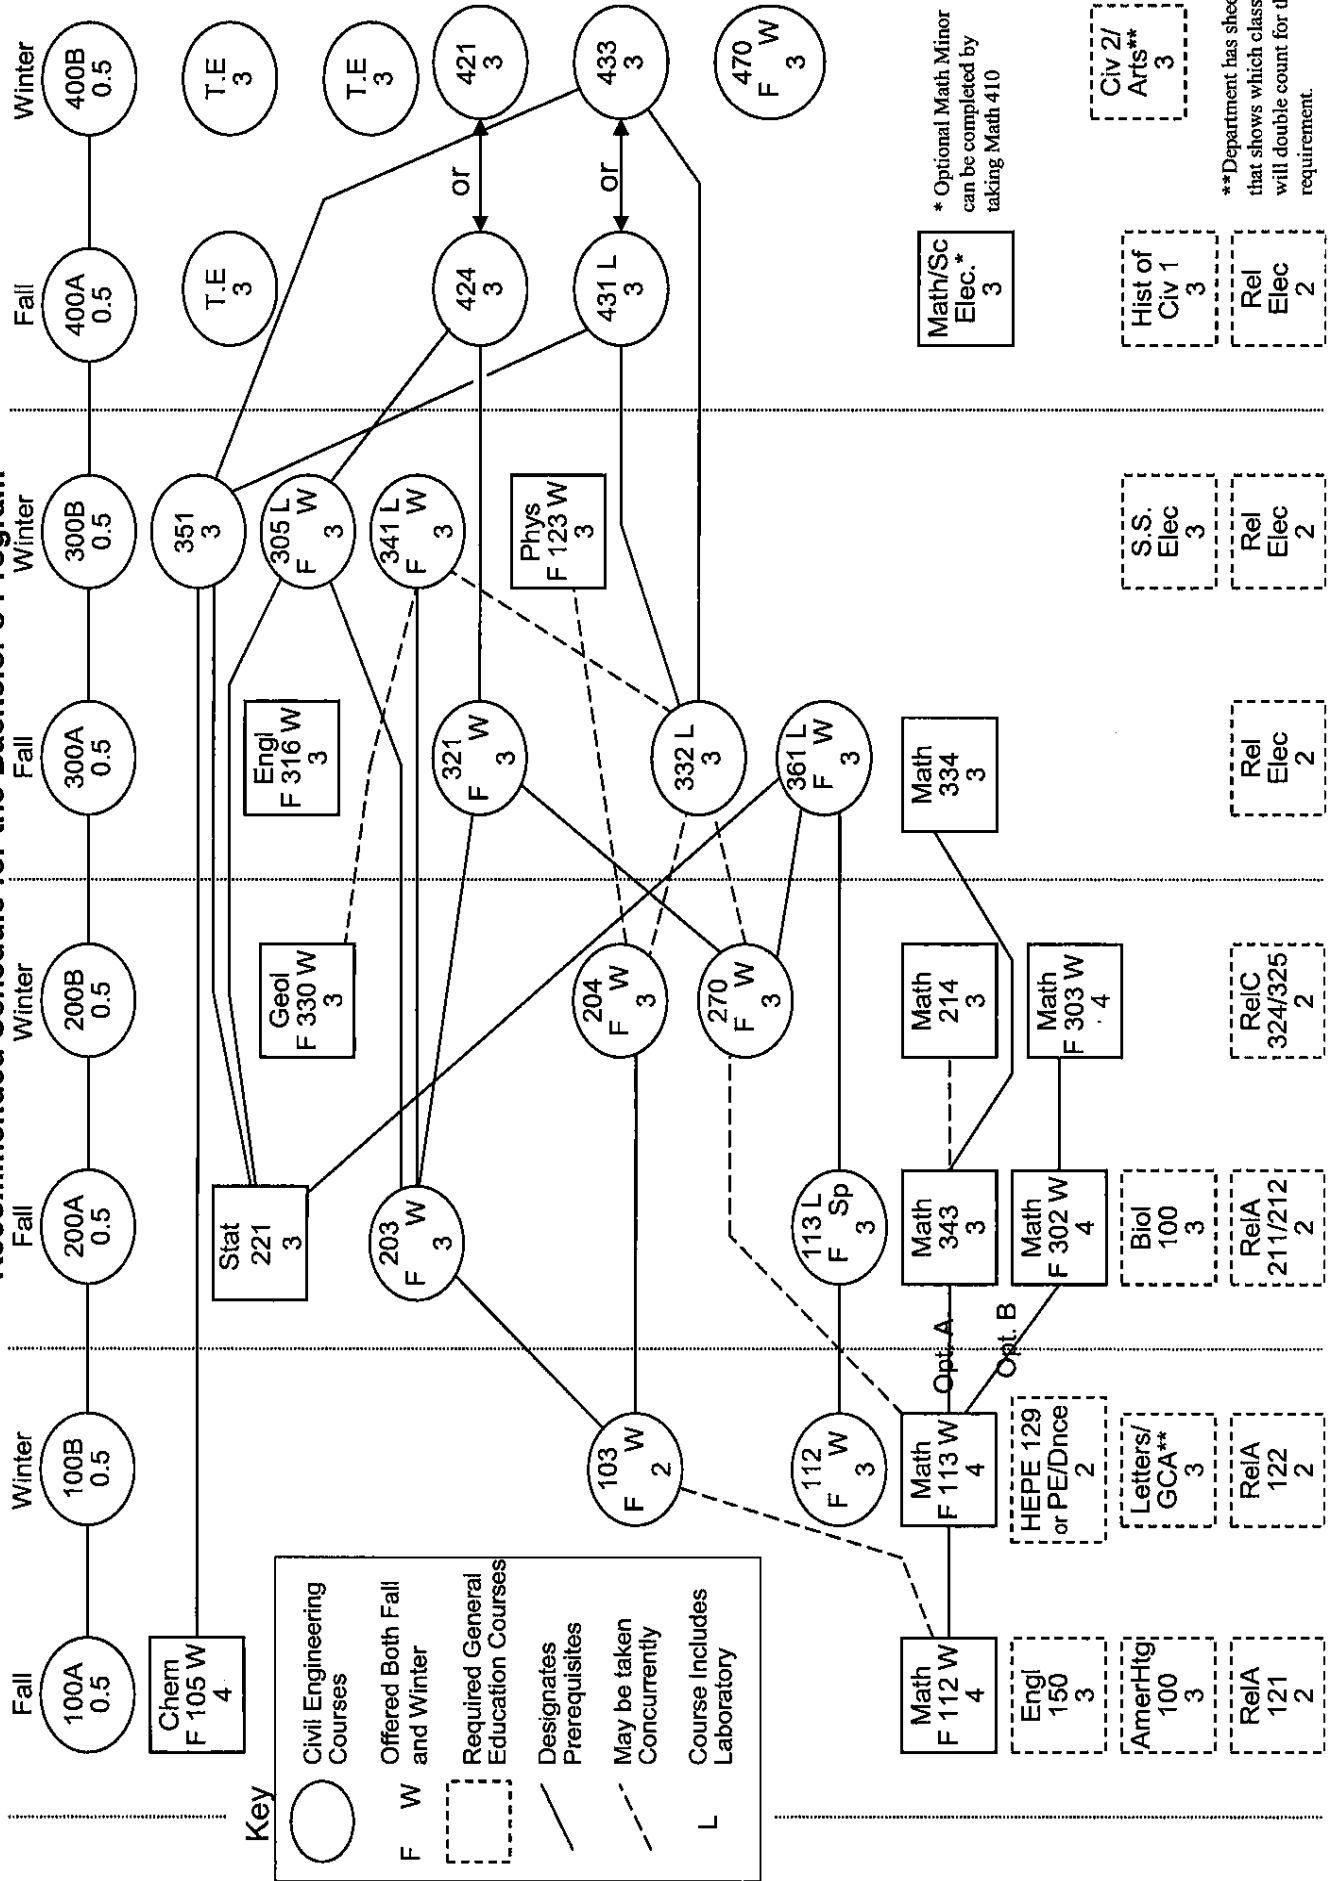 Recommended Schedule for the Bachelor's Program
Fall
Winter
Fall
Winter
Fall
Winter
Fall
Winter
100A
0.5
100B
0.5
200A
0.5
200B
0.5
300A
0.5
300B
0.5
400A
0.5
400B
0.5
Chem
F 105 W
4
Key
Civil Engineering
Courses
F W
Offered Both Fall
and Winter
Required General
Education Courses
Designates
Prerequisites
May be taken
Concurrently
L
Course Includes
Laboratory
Math
F 112 W
4
Engl
150
3
AmerHtg
100
3
RelA
121
2
103
F W
2
112
F W
3
Math
F 113 W
4
HEPE 129
or PE/Dnce
2
Letters/
GCA**
3
RelA
122
2
Opt. A
Opt. B
Stat
221
3
203
F W
3
113 L
F Sp
3
Math
343
3
Math
F 302 W
4
Biol
100
3
RelA
211/212
2
Geol
F 330 W
3
204
F W
3
270
F W
3
Math
214
3
Math
F 303 W
4
RelC
324/325
2
Engl
F 316 W
3
321
F W
3
332 L
3
361 L
F W
3
Math
334
3
Rel
Elec
2
351
3
305 L
F W
3
341 L
F W
3
Phys
F 123 W
3
S.S.
Elec
3
Rel
Elec
2
T.E
3
424
3
431 L
3
Math/Sc
Elec.*
3
Hist of
Civ 1
3
Rel
Elec
2
or
or
T.E
3
T.E
3
421
3
433
3
470
F W
3
* Optional Math Minor
can be completed by
taking Math 410
Civ 2/
Arts**
3
**Department has shee
that shows which class
will double count for th
requirement.